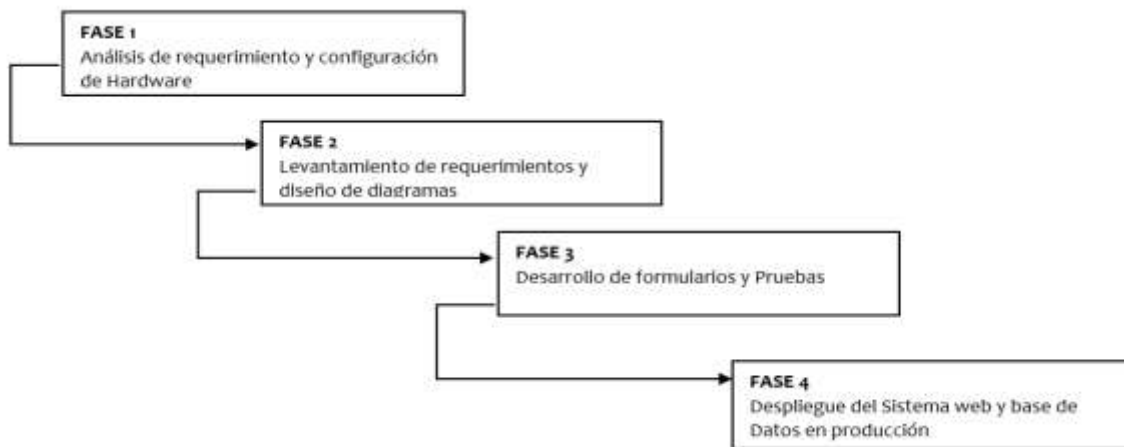 FASE 1
Análisis de requerimiento y configuración
de Hardware
FASE 2
Levantamiento de requerimientos y
diseño de diagramas
FASE 3
Desarrollo de formularios y Pruebas
FASE 4
Despliegue del Sistema web y base de
Datos en producción